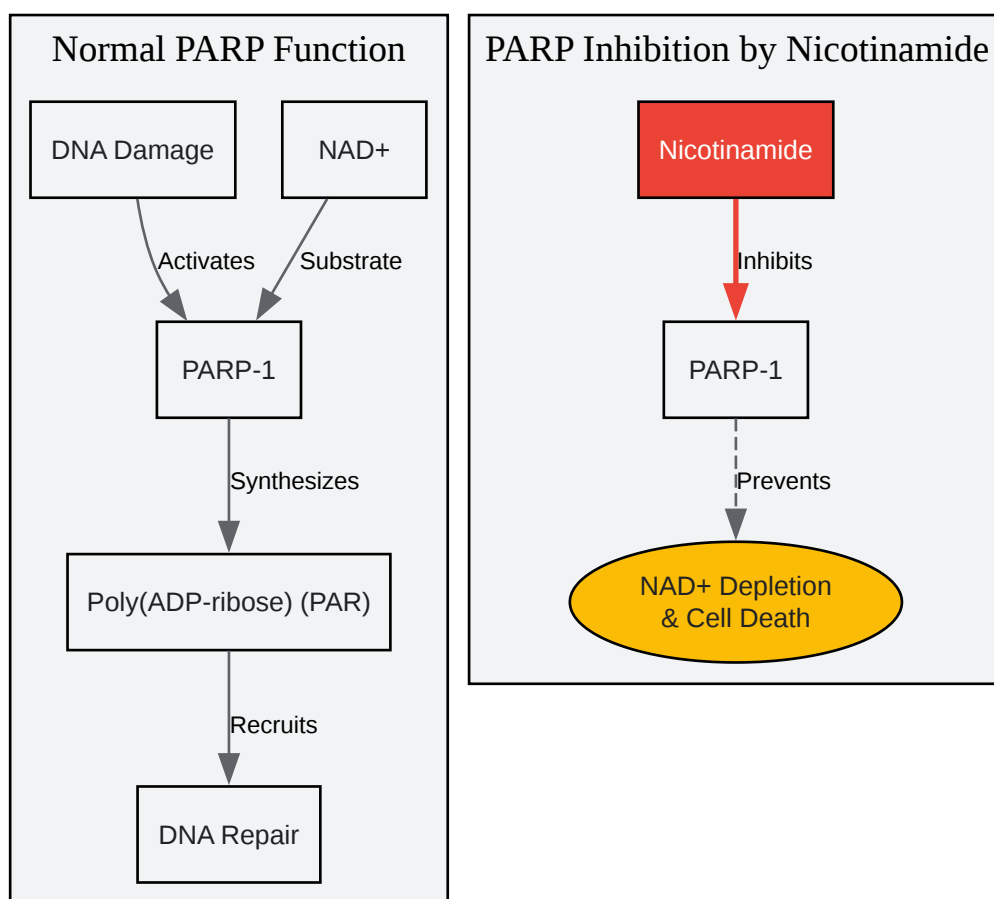 Normal PARP Function
DNA Damage
NAD+
Activates
Substrate
PARP-1
Synthesizes
Poly(ADP-ribose) (PAR)
Recruits
DNA Repair
PARP Inhibition by Nicotinamide
Nicotinamide
Inhibits
PARP-1
Prevents
NAD+ Depletion
& Cell Death